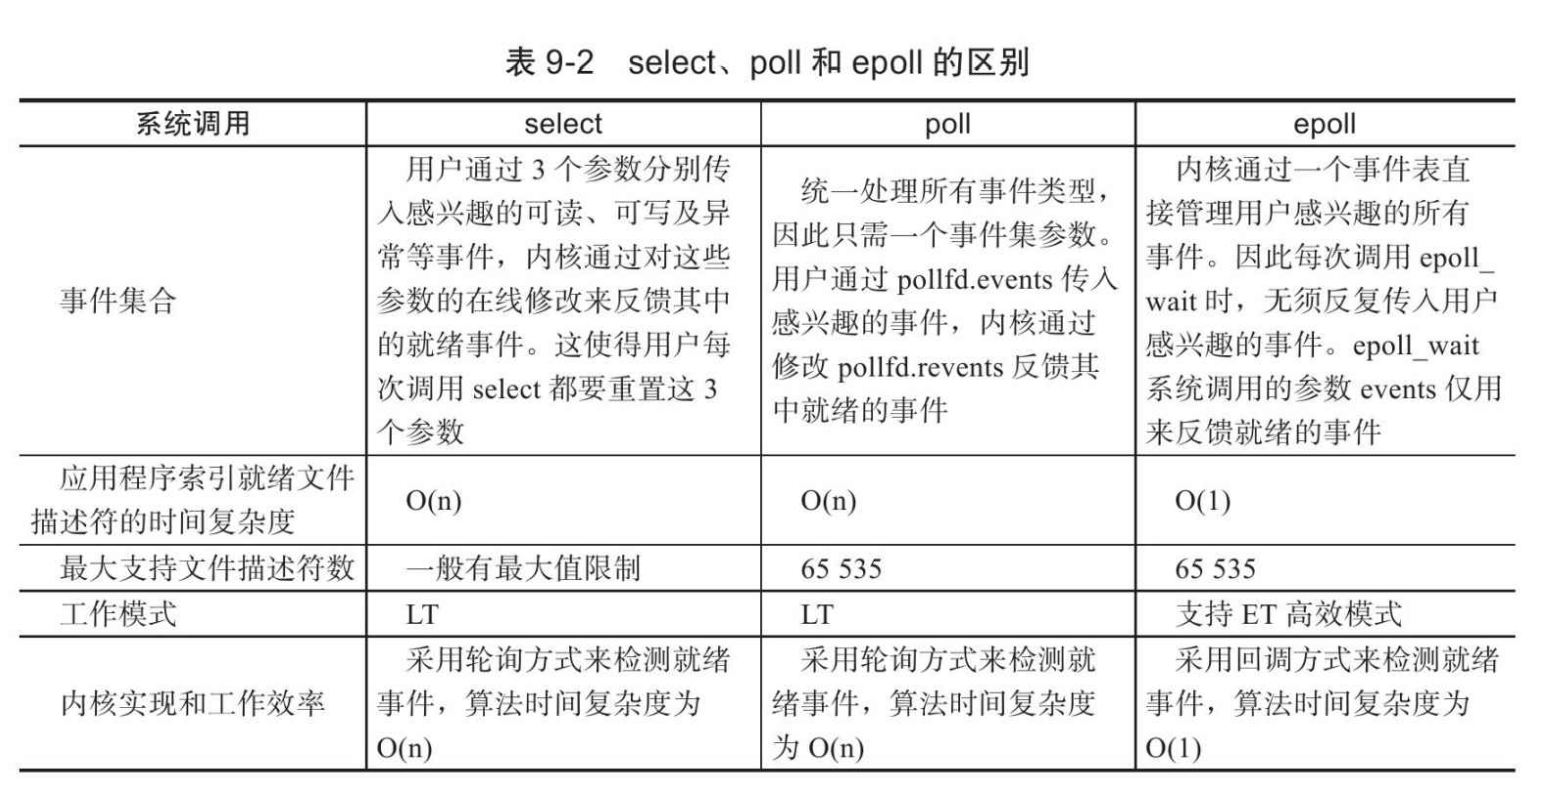 表 9-2 select、poll 和 epoll 的区别
系统调用
select
poll
epoll
事件集合
用户通过 3 个参数分别传
入感兴趣的可读、可写及异
常等事件，内核通过对这些
参数的在线修改来反馈其中
的就绪事件。这使得用户每
次调用 select 都要重置这 3
个参数
统一处理所有事件类型，
因此只需一个事件集参数。
用户通过 pollfd.events 传入
感兴趣的事件，内核通过
修改 pollfd.revents 反馈其
中就绪的事件
内核通过一个事件表直
接管理用户感兴趣的所有
事件。因此每次调用 epoll_
wait 时，无须反复传入用户
感兴趣的事件。epoll_wait
系统调用的参数 events 仅用
来反馈就绪的事件
应用程序索引就绪文件
描述符的时间复杂度
O(n)
O(n)
O(1)
最大支持文件描述符数
一般有最大值限制
65 535
65 535
工作模式
LT
LT
支持 ET 高效模式
内核实现和工作效率
采用轮询方式来检测就绪
事件，算法时间复杂度为
O(n)
采用轮询方式来检测就
绪事件，算法时间复杂度
为 O(n)
采用回调方式来检测就绪
事件，算法时间复杂度为
O(1)